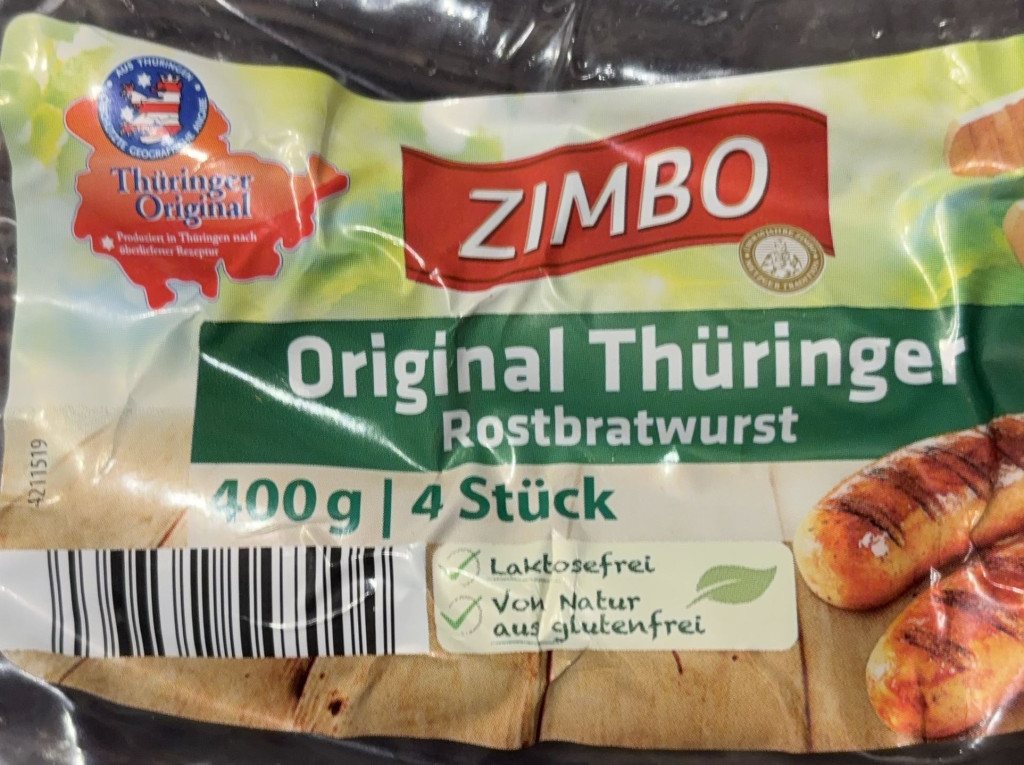 AUS THÜRINGEN
Thüringer
Original
Produziert in Thüringen nach
überlieferter Rezeptur
ZIMBO
Original Thüringer
Rostbratwurst
400 g | 4 Stück
4211519
Laktosefrei
Von Natur
aus glutenfrei